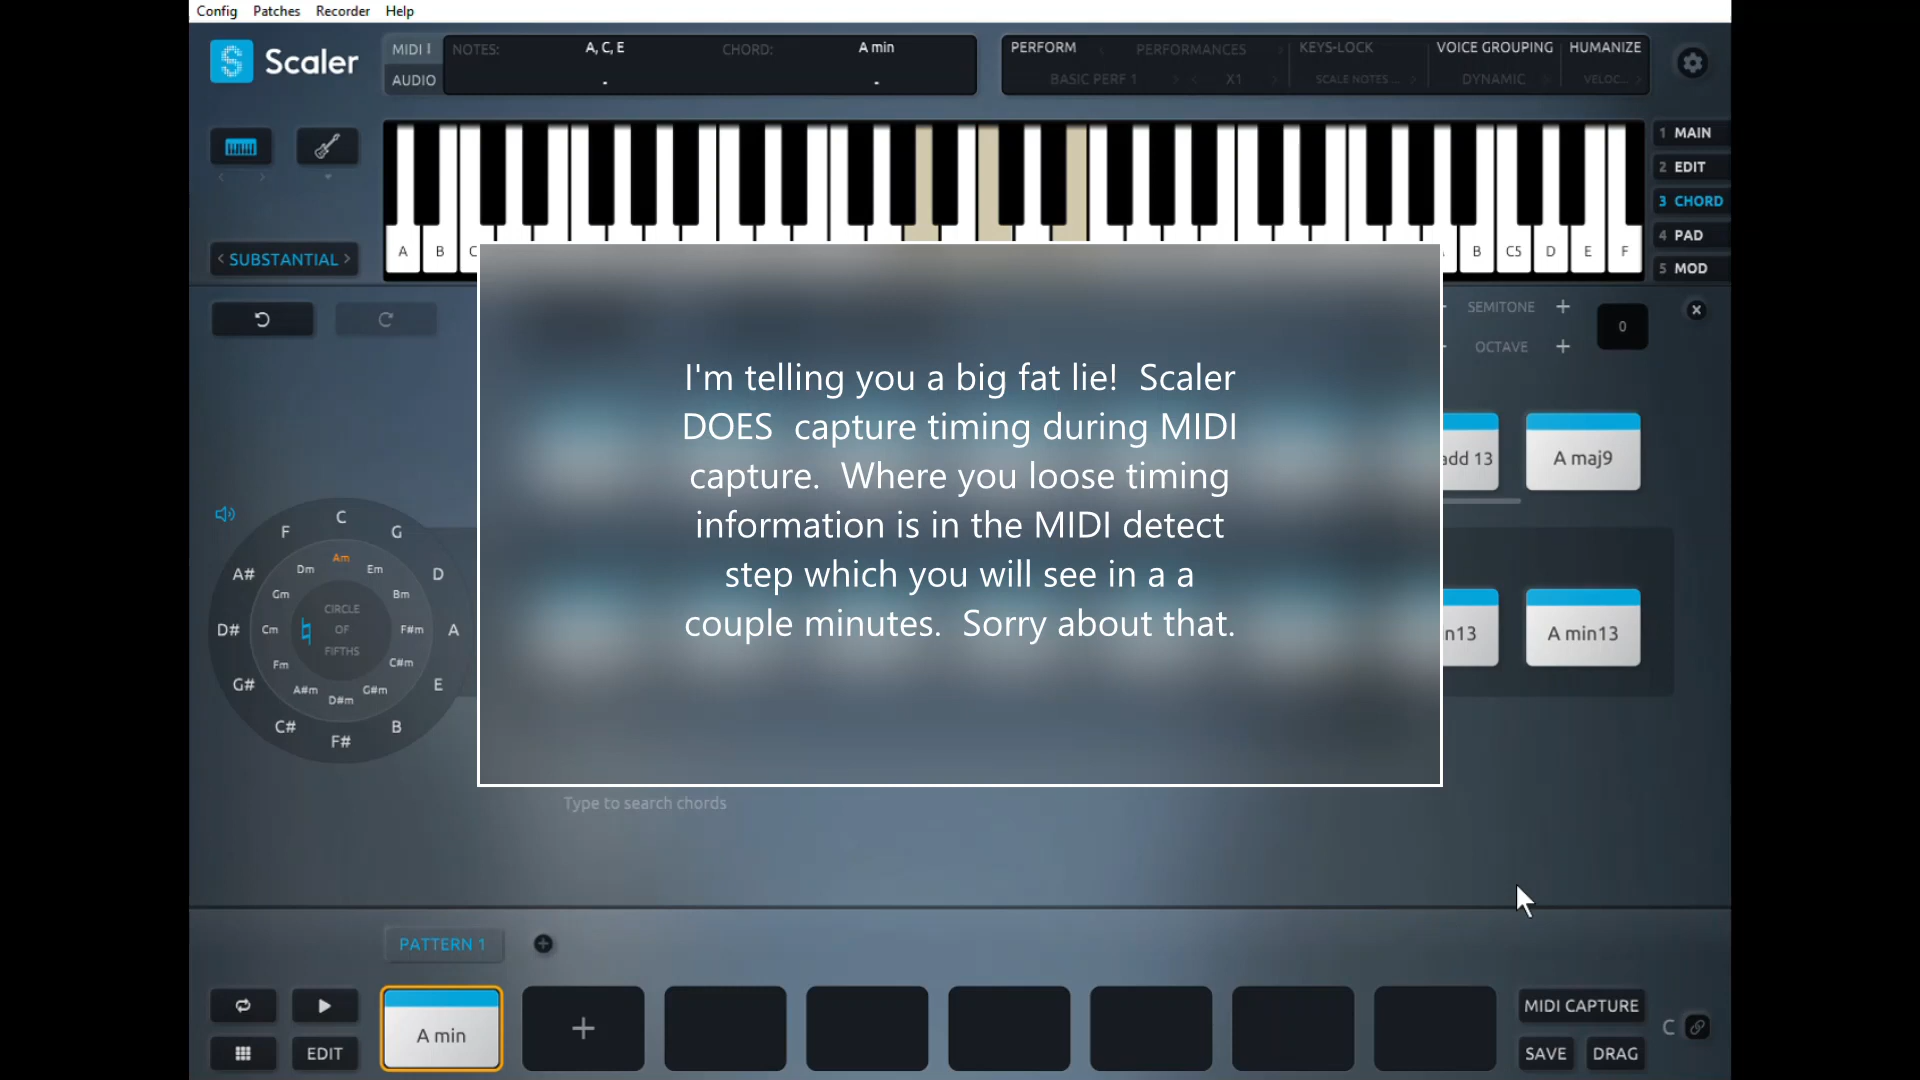 Config Patches Recorder Help
Scaler
MIDI I NOTES: A, C, E CHORD: A min
AUDIO - -
PERFORM < PERFORMANCES > KEYS-LOCK VOICE GROUPING HUMANIZE
BASIC PERF 1 > < X1 > SCALE NOTES ... > DYNAMIC VELOC... >
1 MAIN
2 EDIT
3 CHORD
4 PAD
5 MOD
A B C
B C5 D E F
< SUBSTANTIAL >
SEMITONE +
OCTAVE +
0
I'm telling you a big fat lie! Scaler
DOES capture timing during MIDI
capture. Where you loose timing
information is in the MIDI detect
step which you will see in a a
couple minutes. Sorry about that.
add 13 A maj9
n13 A min13
C
F G
A# D
D# A
G# E
C# B
F#
Am
Dm Em
Gm Bm
Cm F#m
Fm C#m
A#m G#m
D#m
CIRCLE
OF
FIFTHS
Type to search chords
PATTERN 1
A min
+
EDIT
MIDI CAPTURE
C
SAVE DRAG